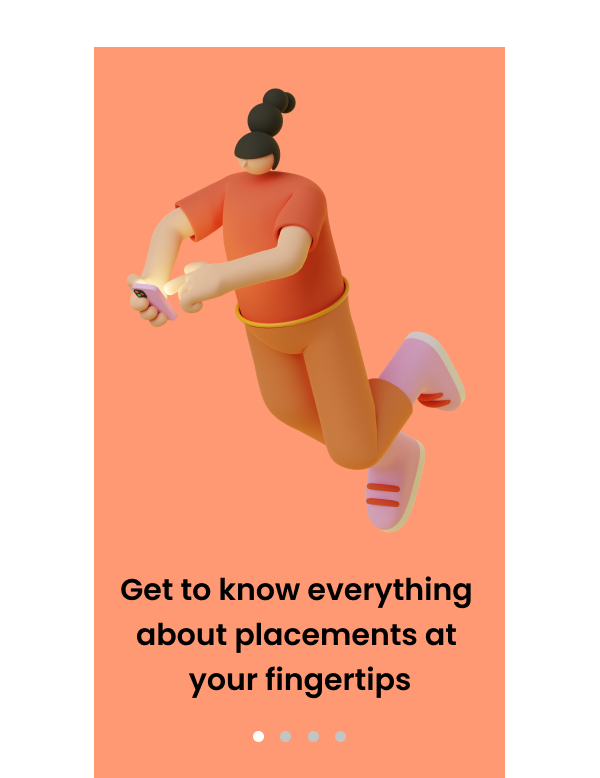 Get to know everything
about placements at
your fingertips